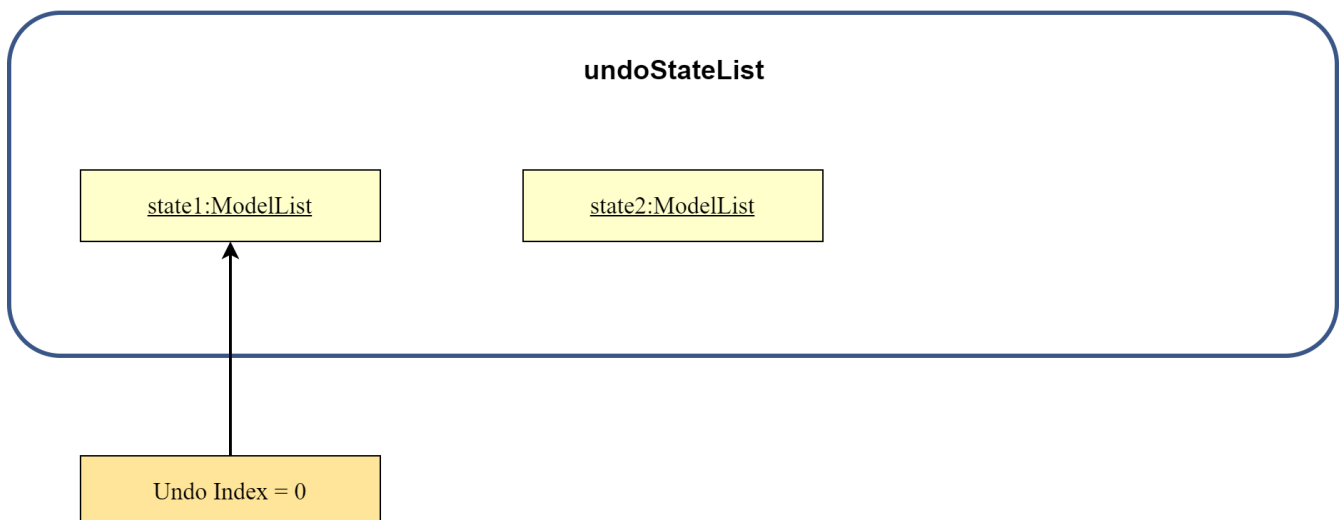 undoStateList
state1:ModelList
state2:ModelList
Undo Index = 0